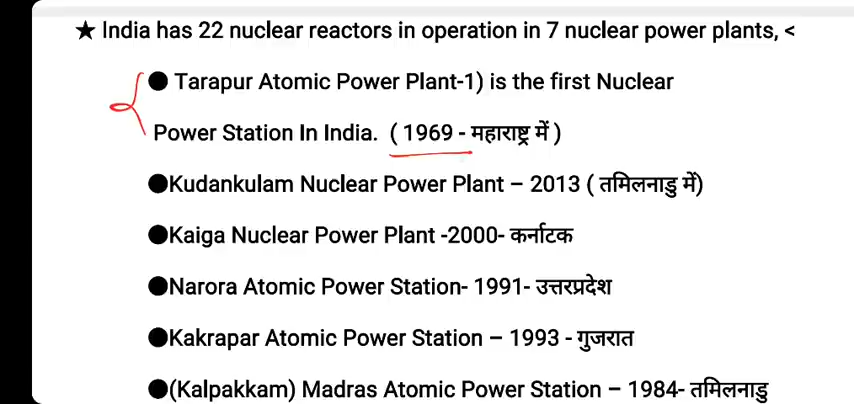 ★ India has 22 nuclear reactors in operation in 7 nuclear power plants, <
● Tarapur Atomic Power Plant-1) is the first Nuclear
Power Station In India. ( 1969 - महाराष्ट्र में )
●Kudankulam Nuclear Power Plant – 2013 ( तमिलनाडु में)
●Kaiga Nuclear Power Plant -2000- कर्नाटक
●Narora Atomic Power Station- 1991- उत्तरप्रदेश
●Kakrapar Atomic Power Station – 1993 - गुजरात
●(Kalpakkam) Madras Atomic Power Station – 1984- तमिलनाडु